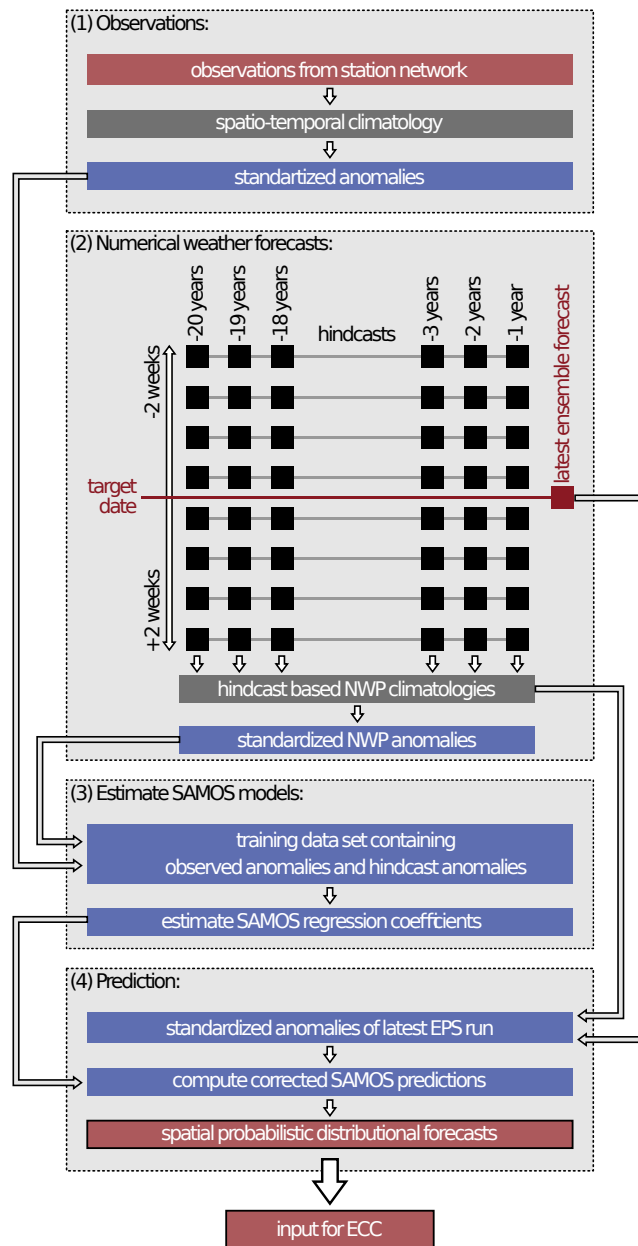 (1) Observations:
observations from station network
spatio-temporal climatology
standartized anomalies
(2) Numerical weather forecasts:
-20 years
-19 years
-18 years
hindcasts
-3 years
-2 years
-1 year
latest ensemble forecast
-2 weeks
target
date
+2 weeks
hindcast based NWP climatologies
standardized NWP anomalies
(3) Estimate SAMOS models:
training data set containing
observed anomalies and hindcast anomalies
estimate SAMOS regression coefficients
(4) Prediction:
standardized anomalies of latest EPS run
compute corrected SAMOS predictions
spatial probabilistic distributional forecasts
input for ECC